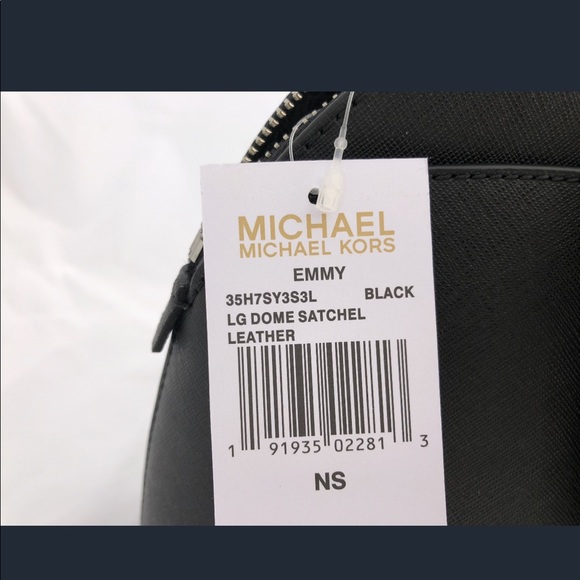 MICHAEL
MICHAEL KORS
EMMY
35H7SY3S3L BLACK
LG DOME SATCHEL
LEATHER
1 91935 02281 3
NS